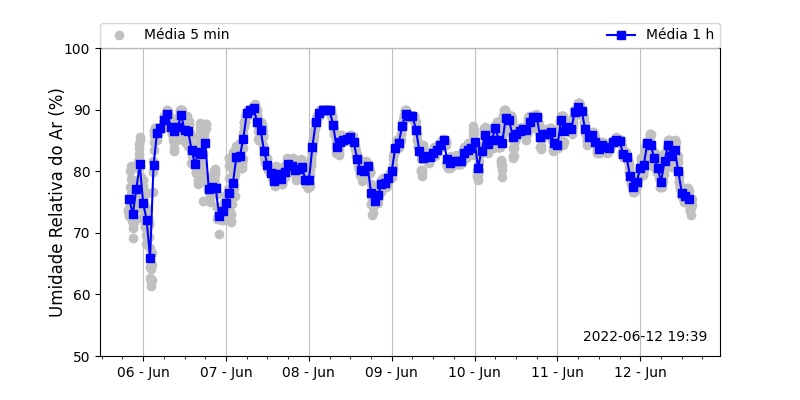 Média 5 min Média 1 h
100
90
80
70
60
50
Umidade Relativa do Ar (%)
2022-06-12 19:39
06 - Jun 07 - Jun 08 - Jun 09 - Jun 10 - Jun 11 - Jun 12 - Jun